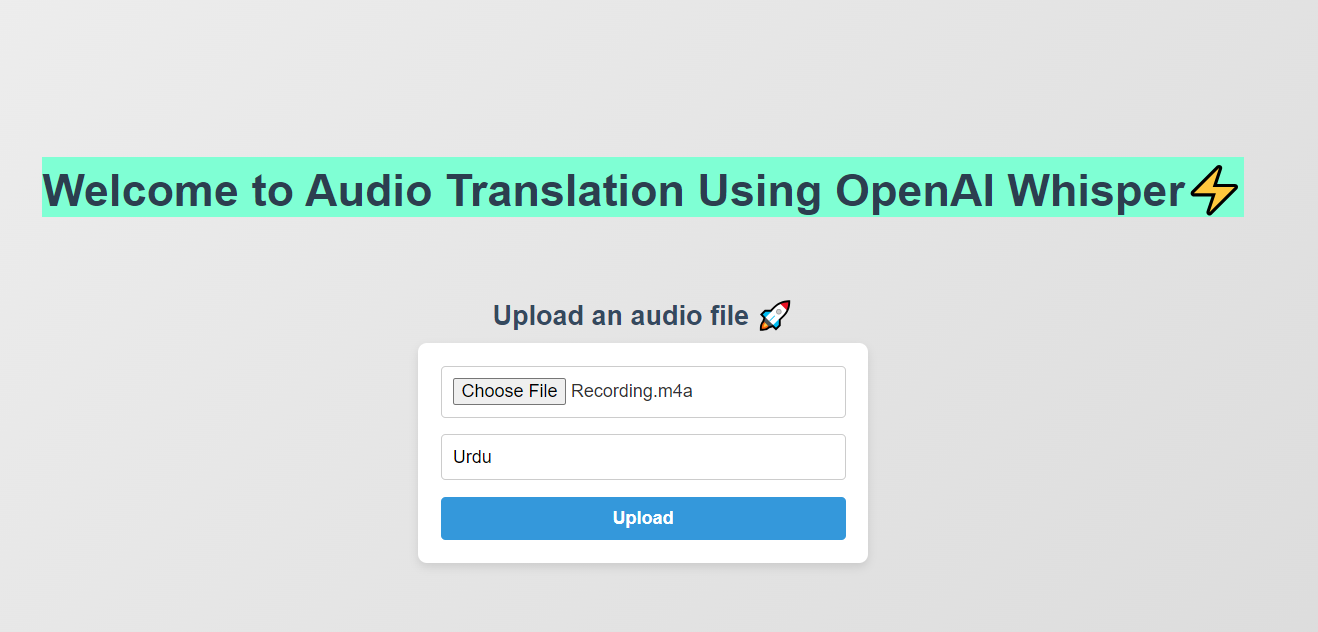 Welcome to Audio Translation Using OpenAI Whisper⚡
Upload an audio file 🚀
Choose File Recording.m4a
Urdu
Upload